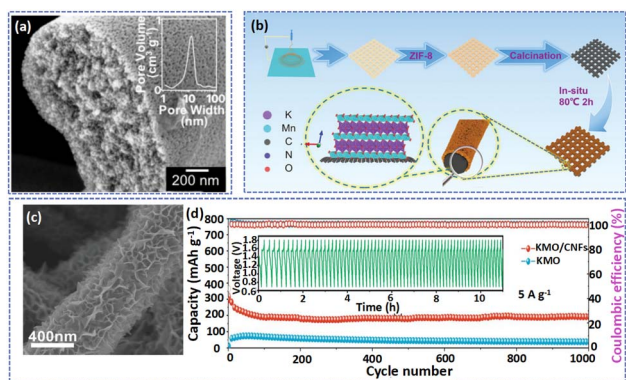 (a)
Pore Volume
(cm³ g⁻¹)
1
0
1
10
100
Pore Width
(nm)
200 nm
(b)
ZIF-8
Calcination
In-situ
80℃ 2h
K
Mn
C
N
O
(c)
400nm
(d)
Capacity (mAh g⁻¹)
800
700
600
500
400
300
200
100
0
Voltage (V)
1.8
1.6
1.4
1.2
1.0
0.8
0.6
0 2 4 6 8 10
Time (h)
KMO/CNFs
KMO
5 A g⁻¹
100
80
60
40
20
0
Coulombic efficiency (%)
0 200 400 600 800 1000
Cycle number